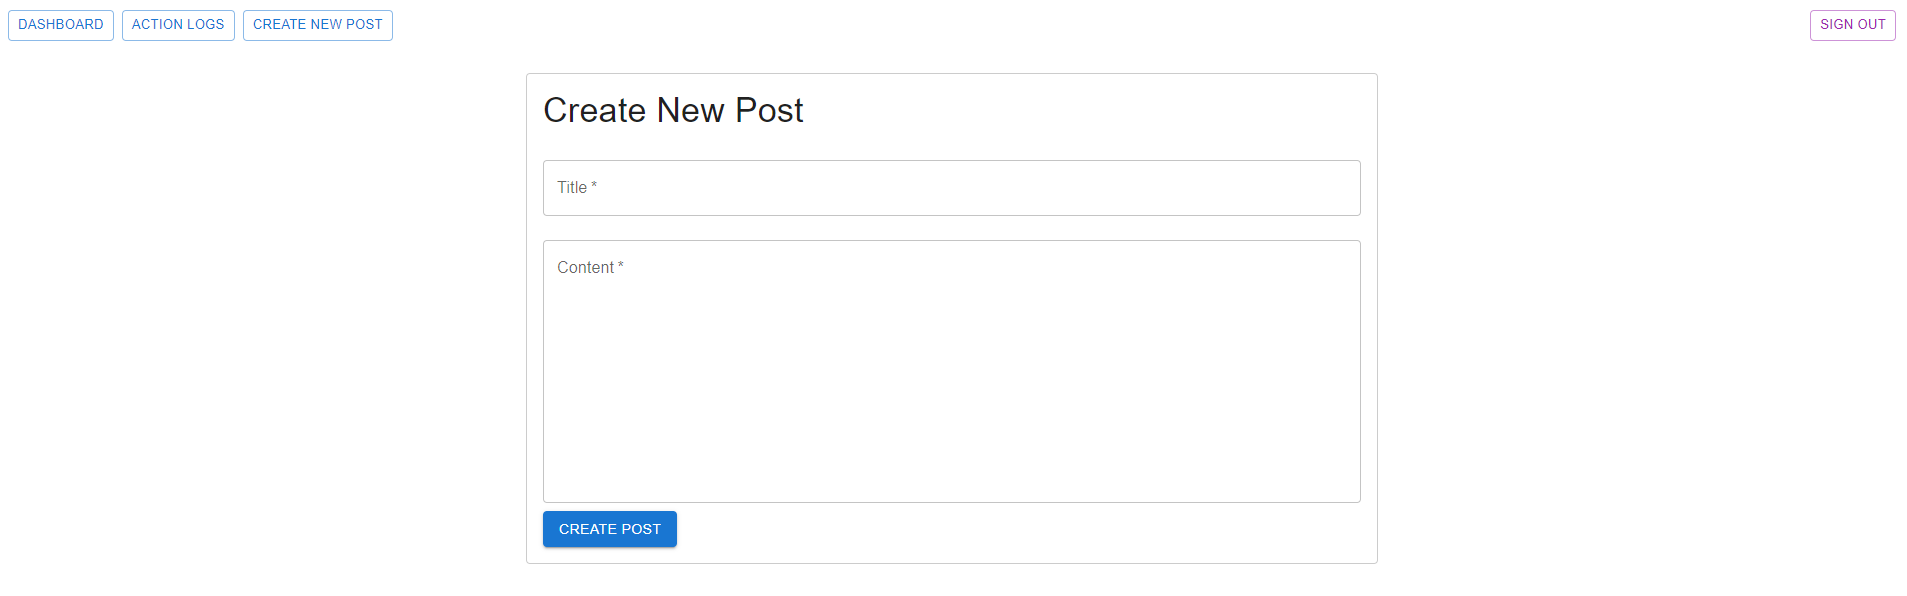 DASHBOARD ACTION LOGS CREATE NEW POST SIGN OUT
Create New Post
Title *
Content *
CREATE POST